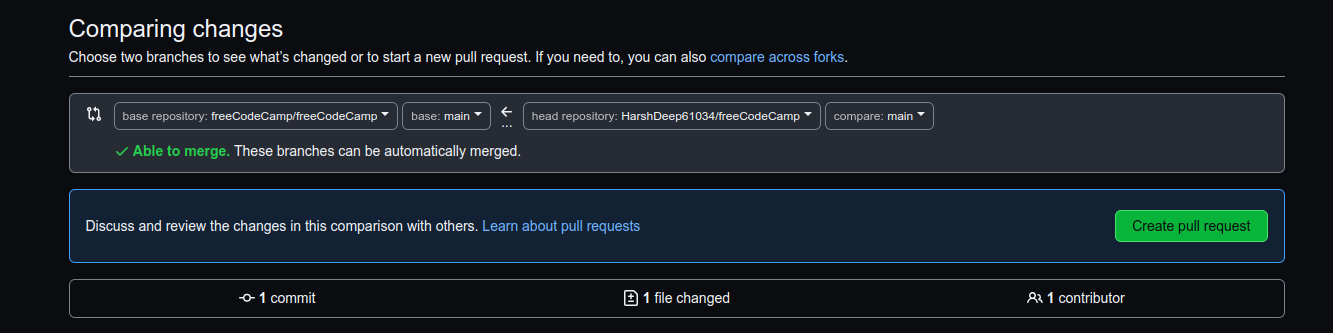 Comparing changes
Choose two branches to see what’s changed or to start a new pull request. If you need to, you can also compare across forks.
base repository: freeCodeCamp/freeCodeCamp base: main ... head repository: HarshDeep61034/freeCodeCamp compare: main
Able to merge. These branches can be automatically merged.
Discuss and review the changes in this comparison with others. Learn about pull requests Create pull request
1 commit 1 file changed 1 contributor